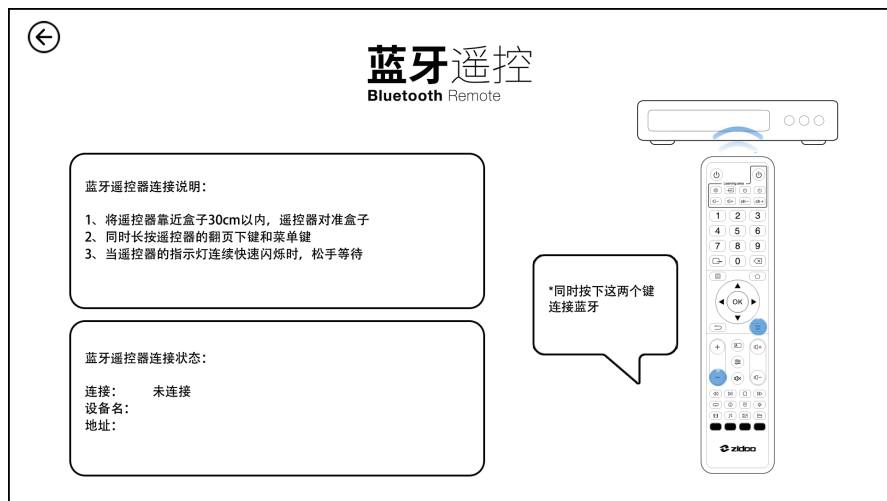 蓝牙遥控
Bluetooth Remote
蓝牙遥控器连接说明：
1、将遥控器靠近盒子30cm以内，遥控器对准盒子
2、同时长按遥控器的翻页下键和菜单键
3、当遥控器的指示灯连续快速闪烁时，松手等待
蓝牙遥控器连接状态：
连接： 未连接
设备名：
地址：
*同时按下这两个键
连接蓝牙
Learning area
1 2 3
4 5 6
7 8 9
0
OK
zidoo